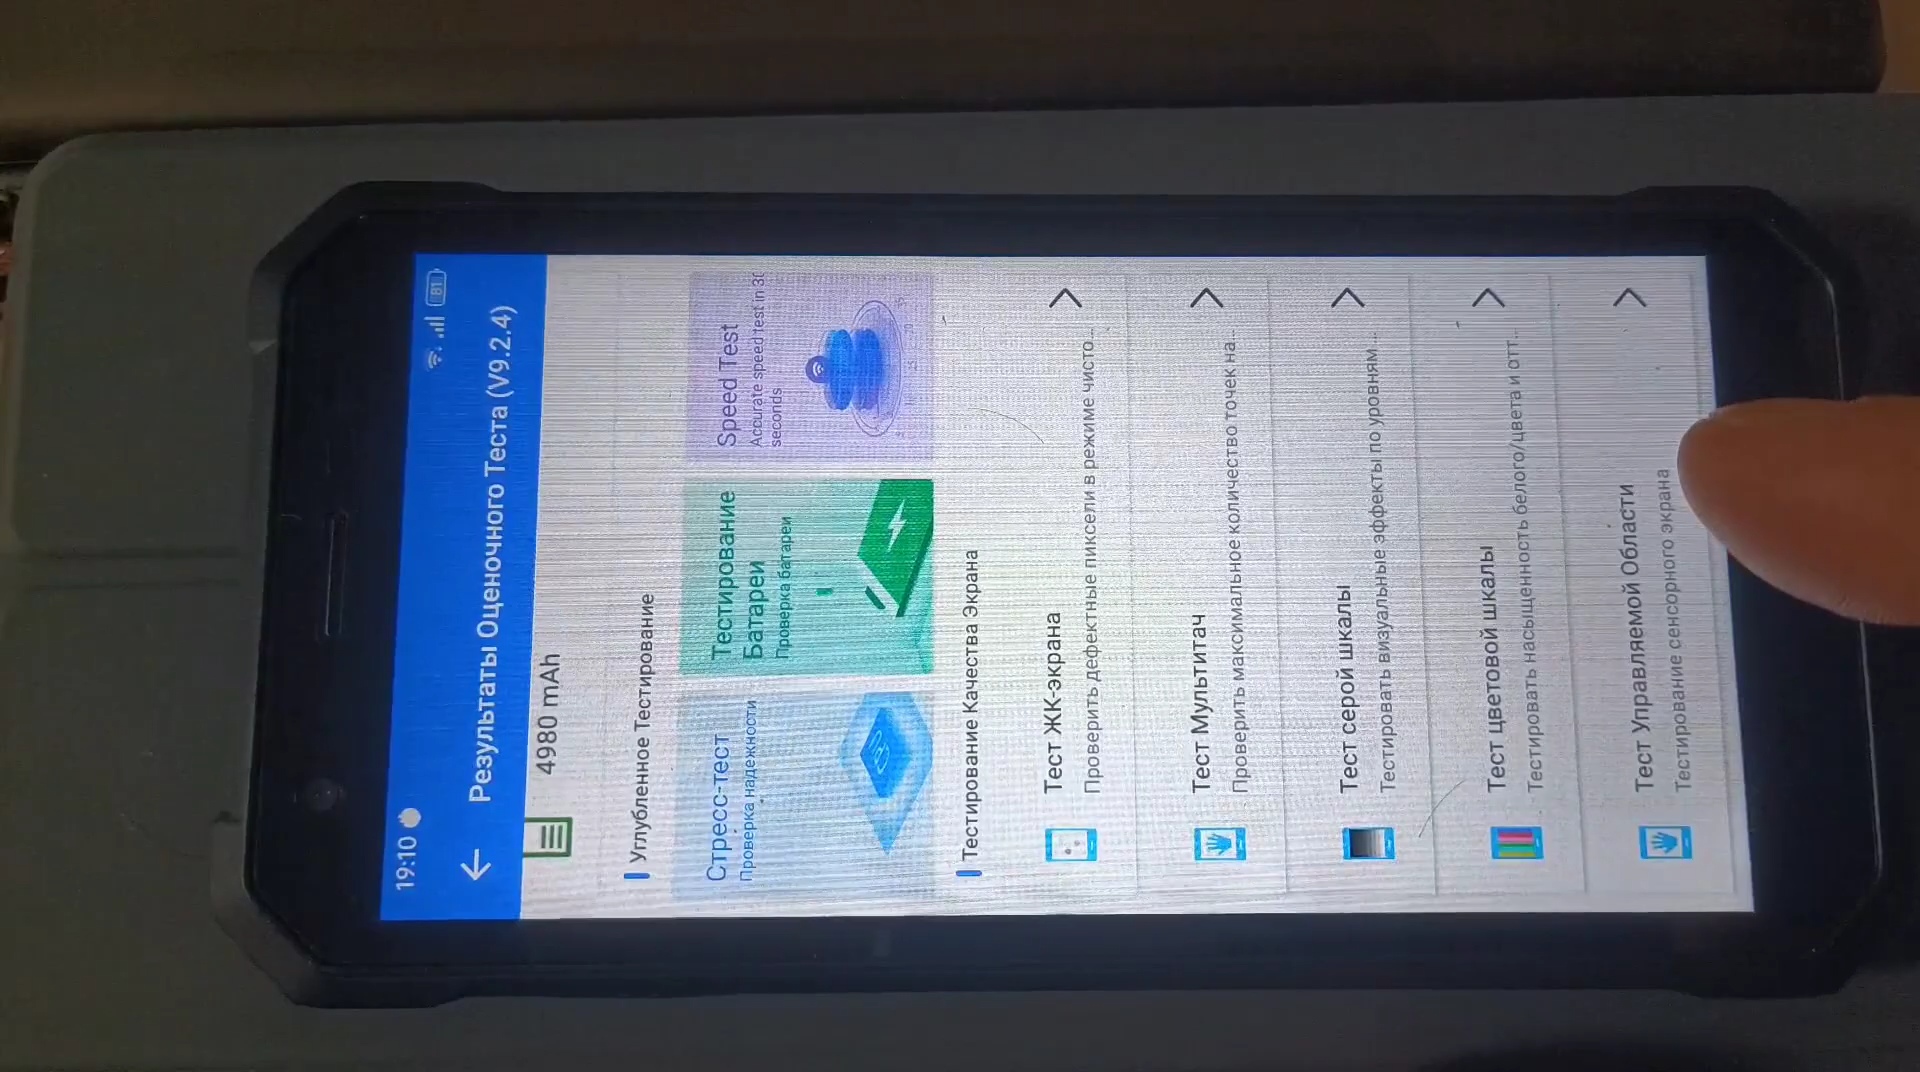 19:10
81
Результаты Оценочного Теста (V9.2.4)
4980 mAh
Углубленное Тестирование
Стресс-тест
Проверка надежности
Тестирование
Батареи
Проверка батареи
Speed Test
Accurate speed test in 30
seconds
Тестирование Качества Экрана
Тест ЖК-экрана
Проверить дефектные пиксели в режиме чисто...
Тест Мультитач
Проверить максимальное количество точек на...
Тест серой шкалы
Тестировать визуальные эффекты по уровням ...
Тест цветовой шкалы
Тестировать насыщенность белого/цвета и отт...
Тест Управляемой Области
Тестирование сенсорного экрана